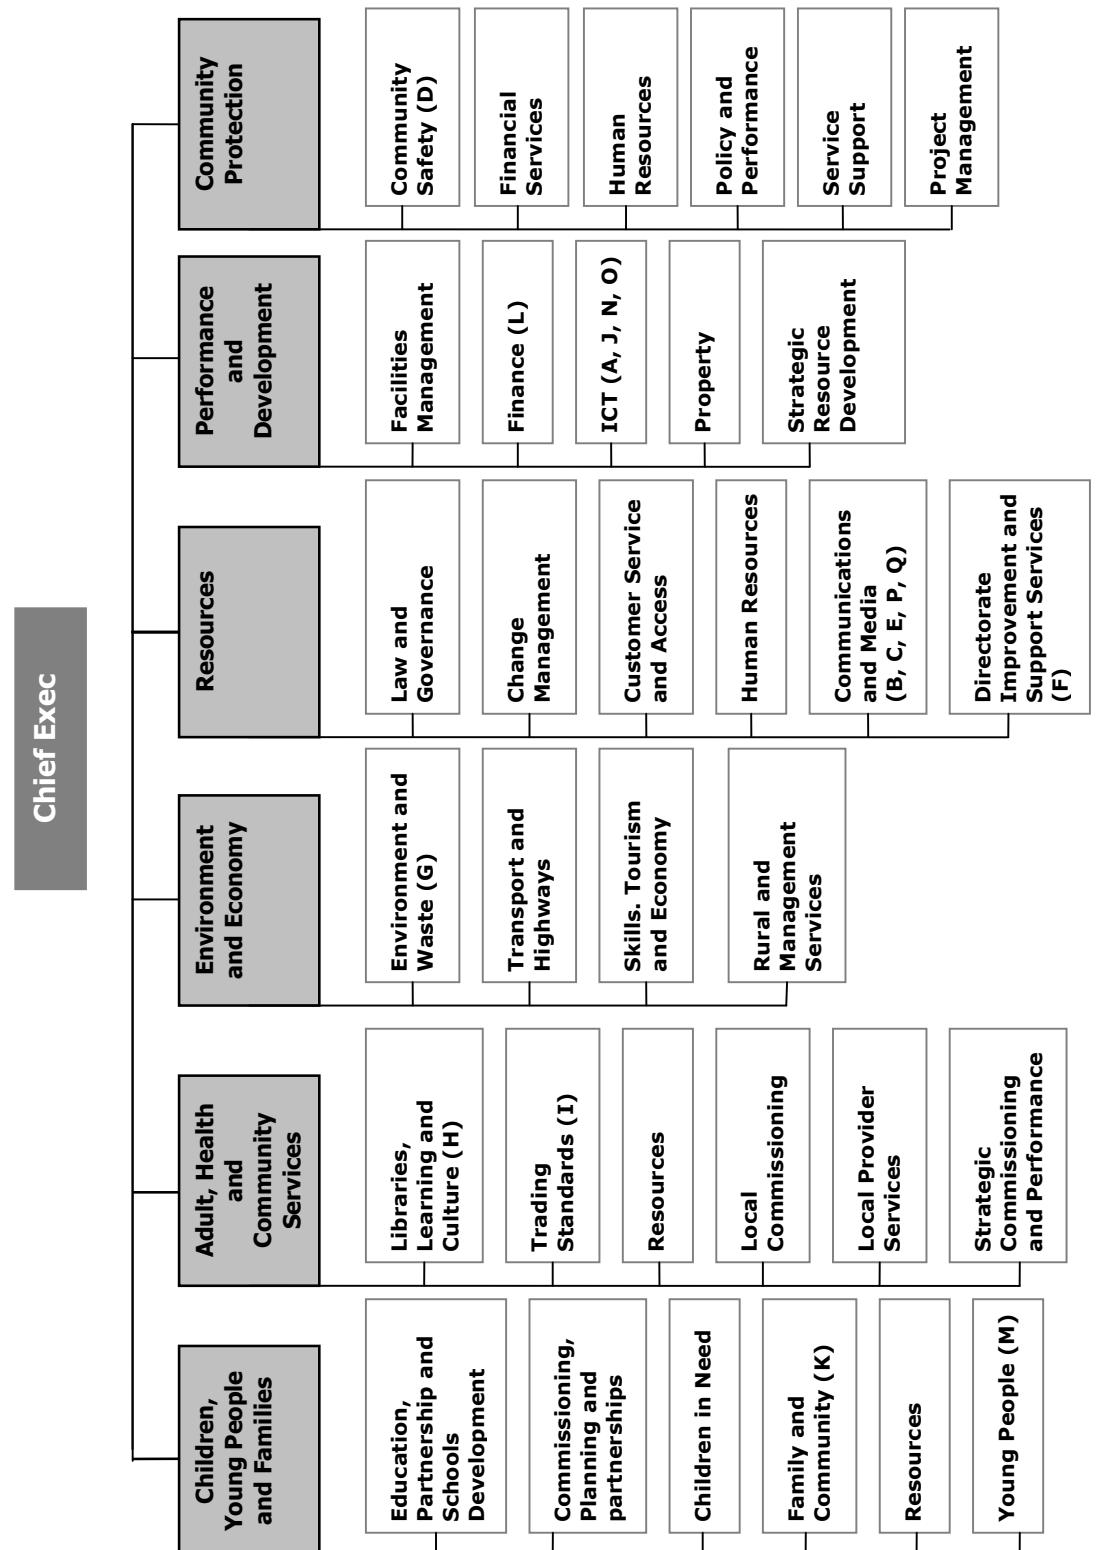 Chief Exec
Children,
Young People
and Families
Education,
Partnership and
Schools
Development
Commissioning,
Planning and
partnerships
Children in Need
Family and
Community (K)
Resources
Young People (M)
Adult, Health
and
Community
Services
Libraries,
Learning and
Culture (H)
Trading
Standards (I)
Resources
Local
Commissioning
Local Provider
Services
Strategic
Commissioning
and Performance
Environment
and Economy
Environment and
Waste (G)
Transport and
Highways
Skills. Tourism
and Economy
Rural and
Management
Services
Resources
Law and
Governance
Change
Management
Customer Service
and Access
Human Resources
Communications
and Media
(B, C, E, P, Q)
Directorate
Improvement and
Support Services
(F)
Performance
and
Development
Facilities
Management
Finance (L)
ICT (A, J, N, O)
Property
Strategic
Resource
Development
Community
Protection
Community
Safety (D)
Financial
Services
Human
Resources
Policy and
Performance
Service
Support
Project
Management